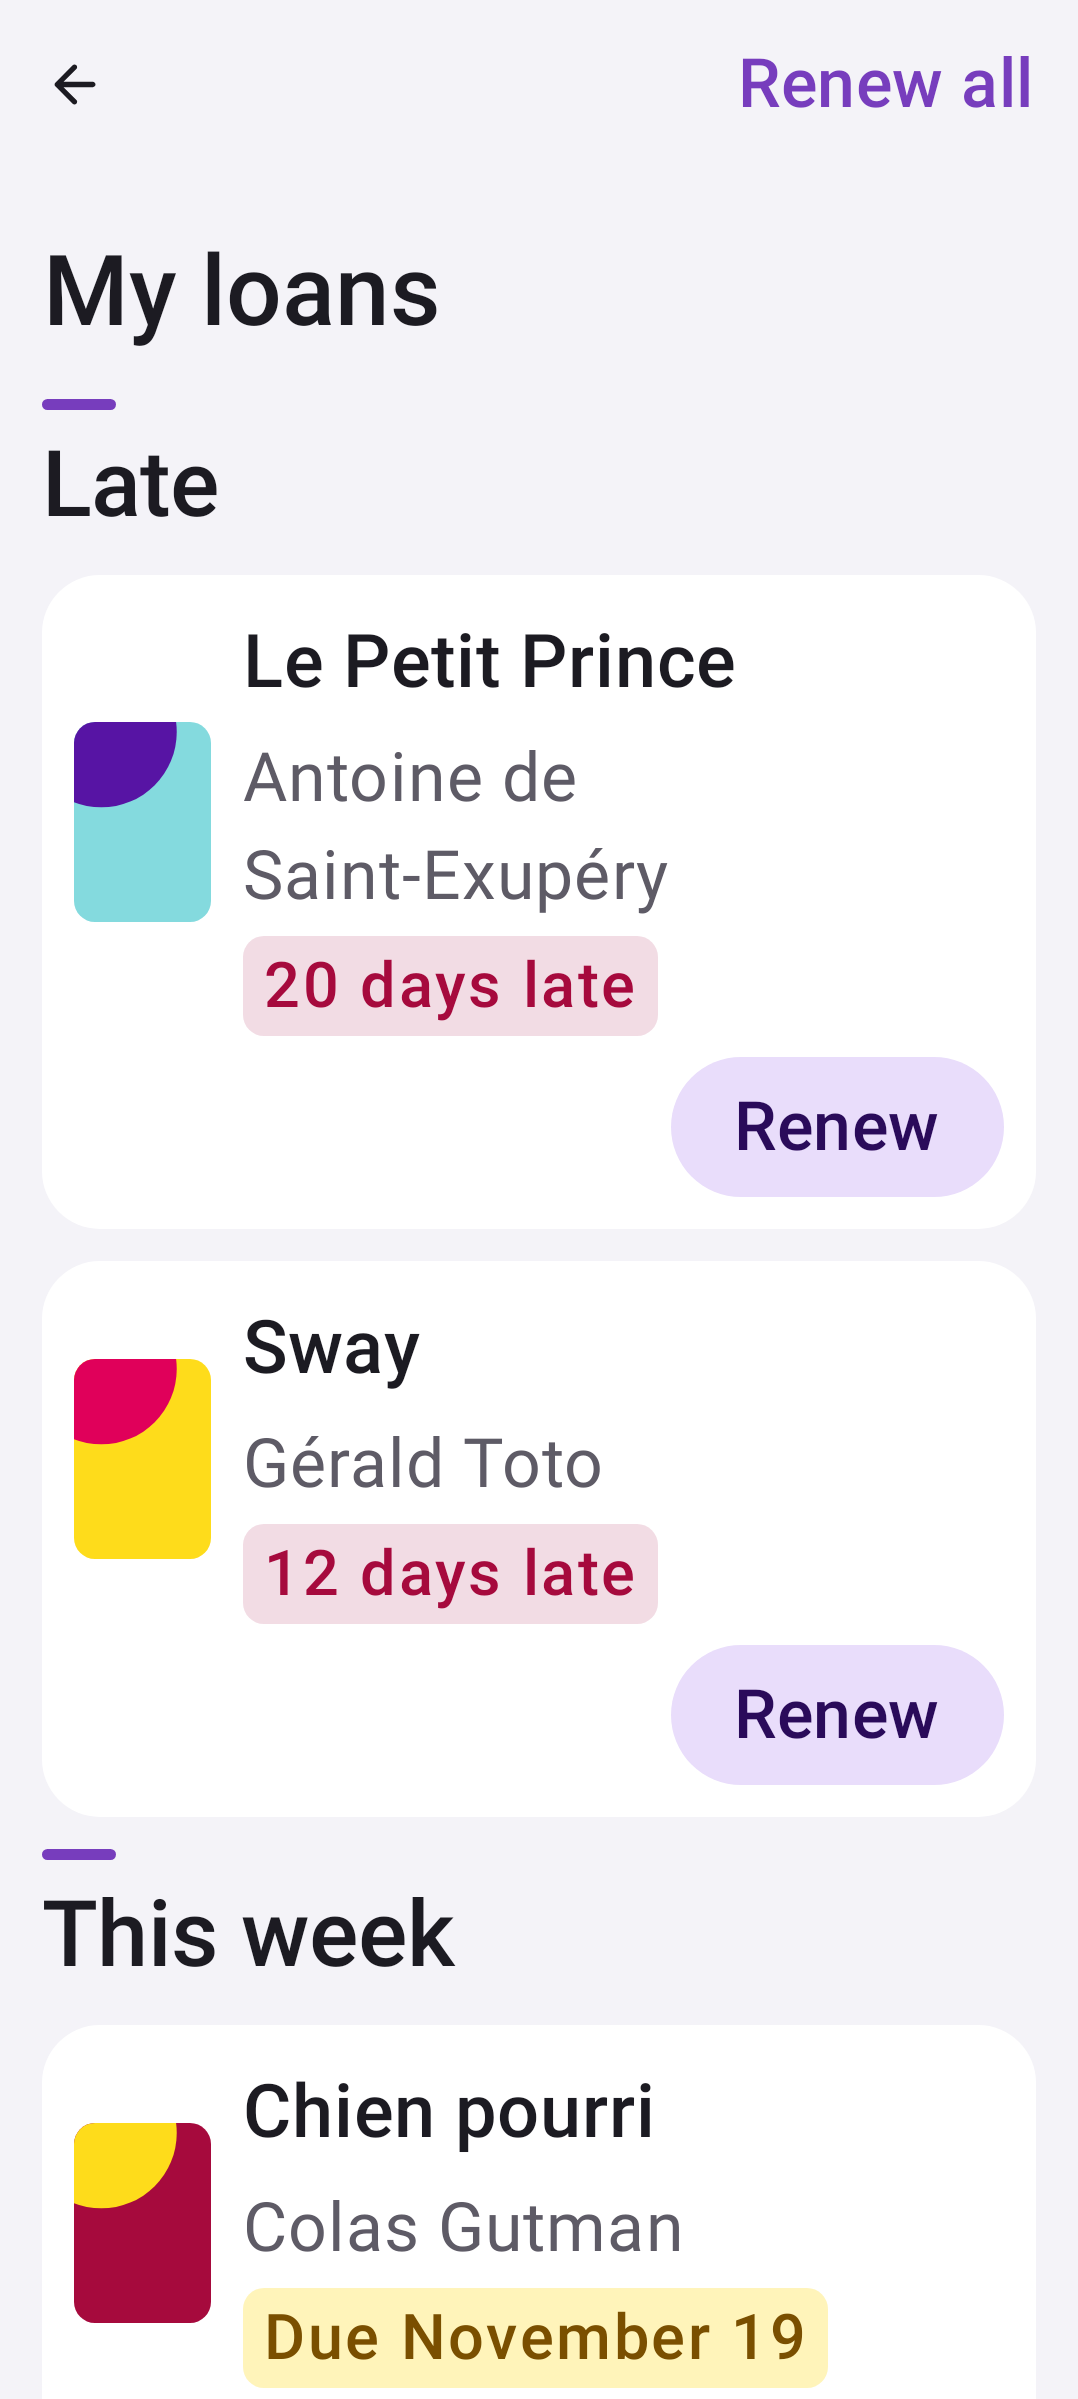 Renew all
My loans
Late
Le Petit Prince
Antoine de
Saint-Exupéry
20 days late
Renew
Sway
Gérald Toto
12 days late
Renew
This week
Chien pourri
Colas Gutman
Due November 19